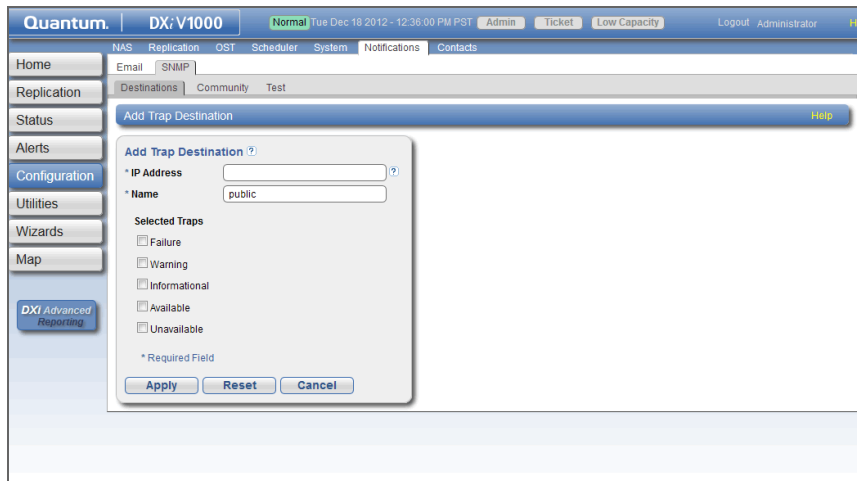 Quantum. DXi V1000 Normal Tue Dec 18 2012 - 12:36:00 PM PST Admin Ticket Low Capacity Logout Administrator
NAS Replication OST Scheduler System Notifications Contacts
Home
Email SNMP
Replication
Destinations Community Test
Status
Add Trap Destination Help
Alerts
Add Trap Destination ?
Configuration
* IP Address ?
* Name public
Utilities
Selected Traps
Wizards
Failure
Map
Warning
Informational
DXi Advanced
Reporting
Available
Unavailable
* Required Field
Apply Reset Cancel